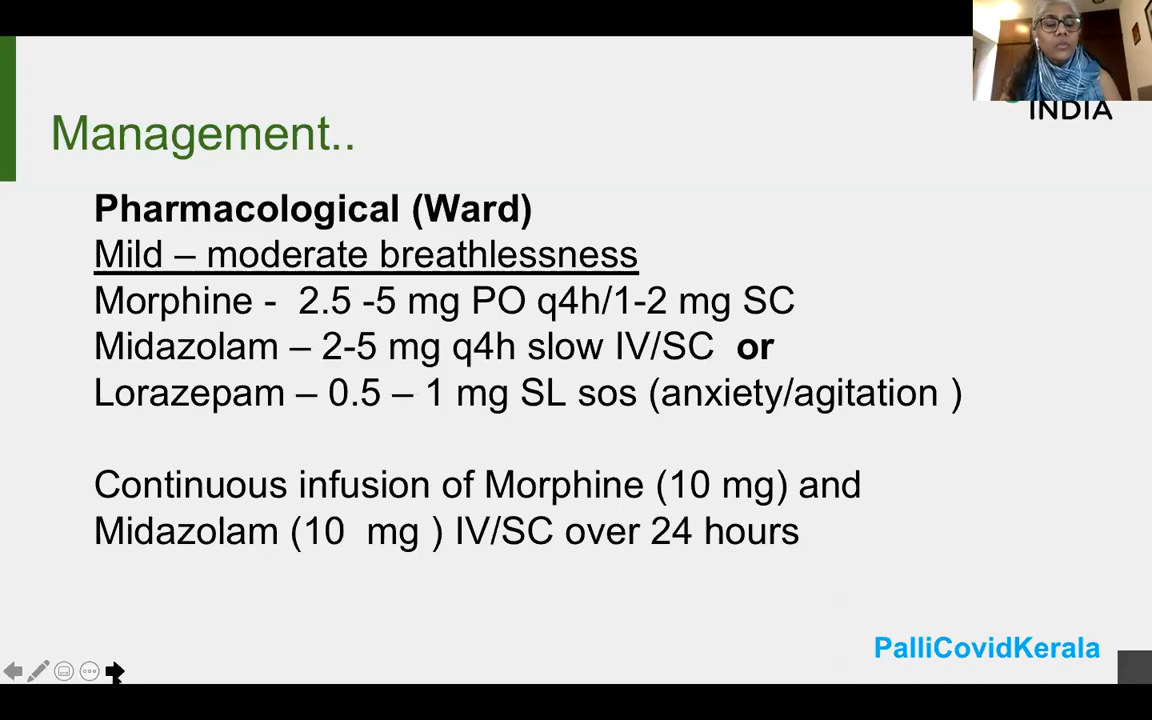 INDIA
Management..
Pharmacological (Ward)
Mild – moderate breathlessness
Morphine - 2.5 -5 mg PO q4h/1-2 mg SC
Midazolam – 2-5 mg q4h slow IV/SC or
Lorazepam – 0.5 – 1 mg SL sos (anxiety/agitation )
Continuous infusion of Morphine (10 mg) and
Midazolam (10 mg ) IV/SC over 24 hours
PalliCovidKerala